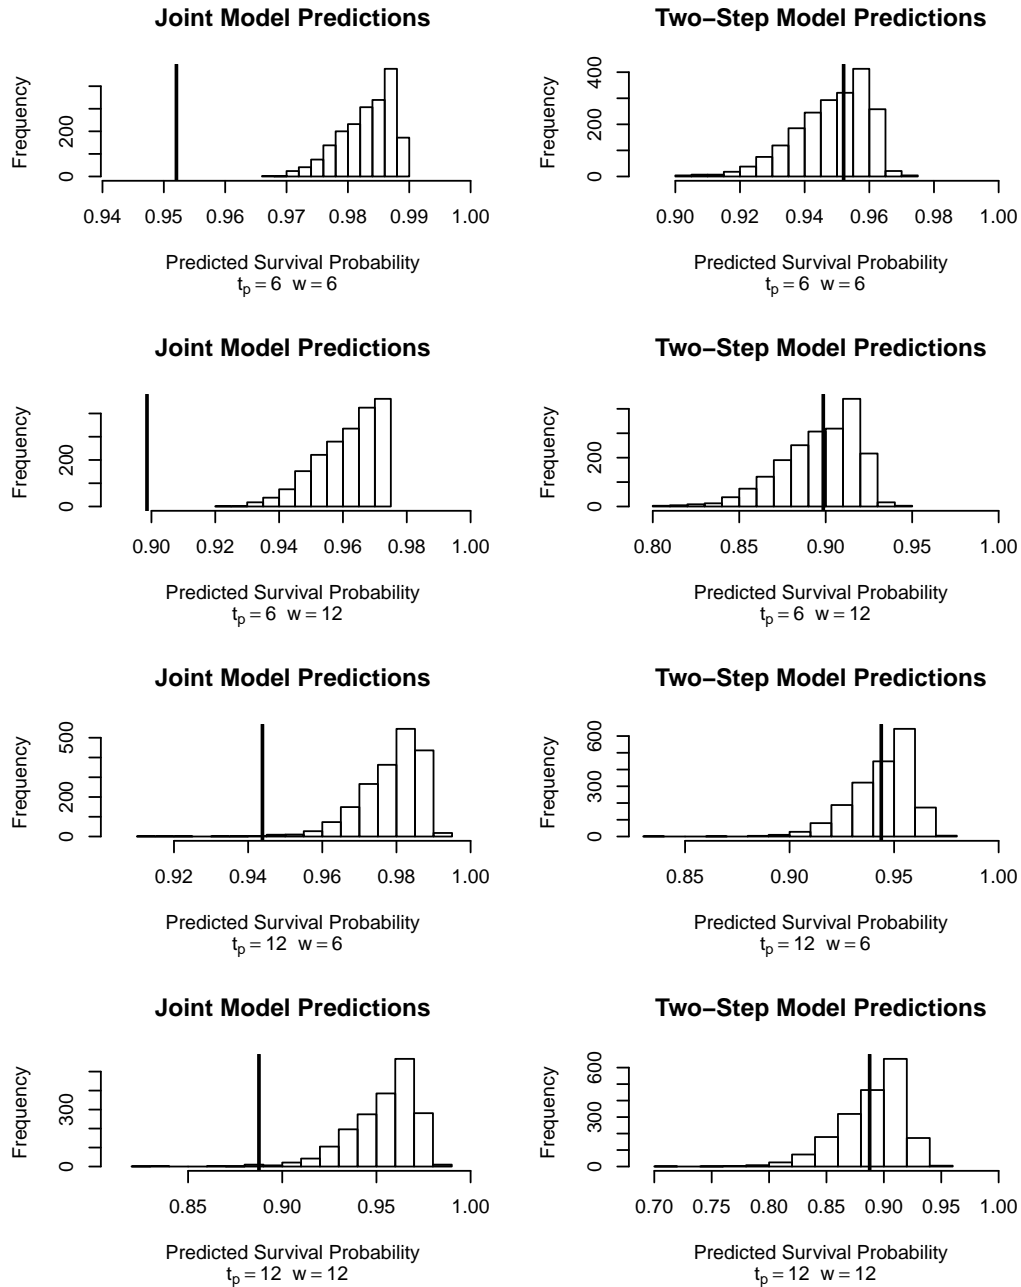 Joint Model Predictions
Frequency
0 200
0.94 0.95 0.96 0.97 0.98 0.99 1.00
Predicted Survival Probability
tp = 6 w = 6
Two−Step Model Predictions
Frequency
0 200 400
0.90 0.92 0.94 0.96 0.98 1.00
Predicted Survival Probability
tp = 6 w = 6
Joint Model Predictions
Frequency
0 200
0.90 0.92 0.94 0.96 0.98 1.00
Predicted Survival Probability
tp = 6 w = 12
Two−Step Model Predictions
Frequency
0 200
0.80 0.85 0.90 0.95 1.00
Predicted Survival Probability
tp = 6 w = 12
Joint Model Predictions
Frequency
0 200 500
0.92 0.94 0.96 0.98 1.00
Predicted Survival Probability
tp = 12 w = 6
Two−Step Model Predictions
Frequency
0 300 600
0.85 0.90 0.95 1.00
Predicted Survival Probability
tp = 12 w = 6
Joint Model Predictions
Frequency
0 300
0.85 0.90 0.95 1.00
Predicted Survival Probability
tp = 12 w = 12
Two−Step Model Predictions
Frequency
0 300 600
0.70 0.75 0.80 0.85 0.90 0.95 1.00
Predicted Survival Probability
tp = 12 w = 12